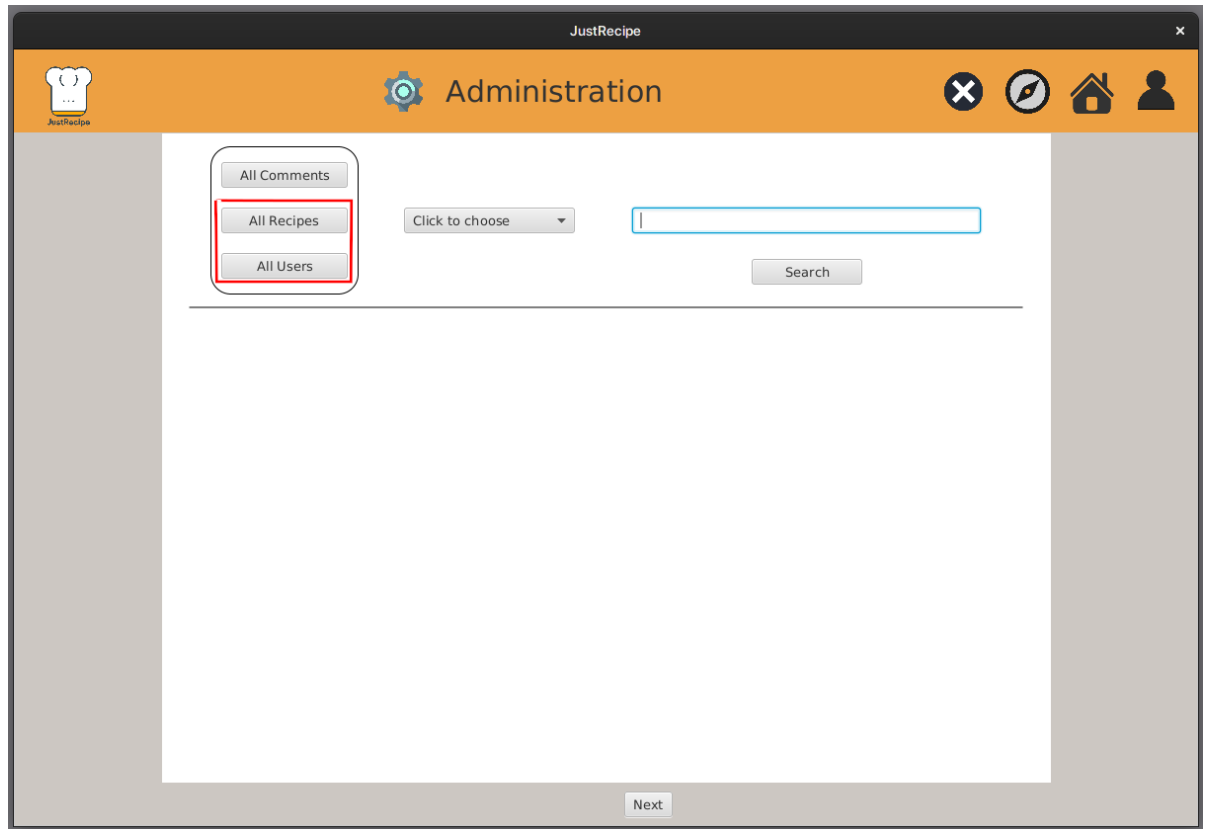 JustRecipe
{ }
...
JustRecipe
Administration
All Comments
All Recipes
Click to choose
All Users
Search
Next